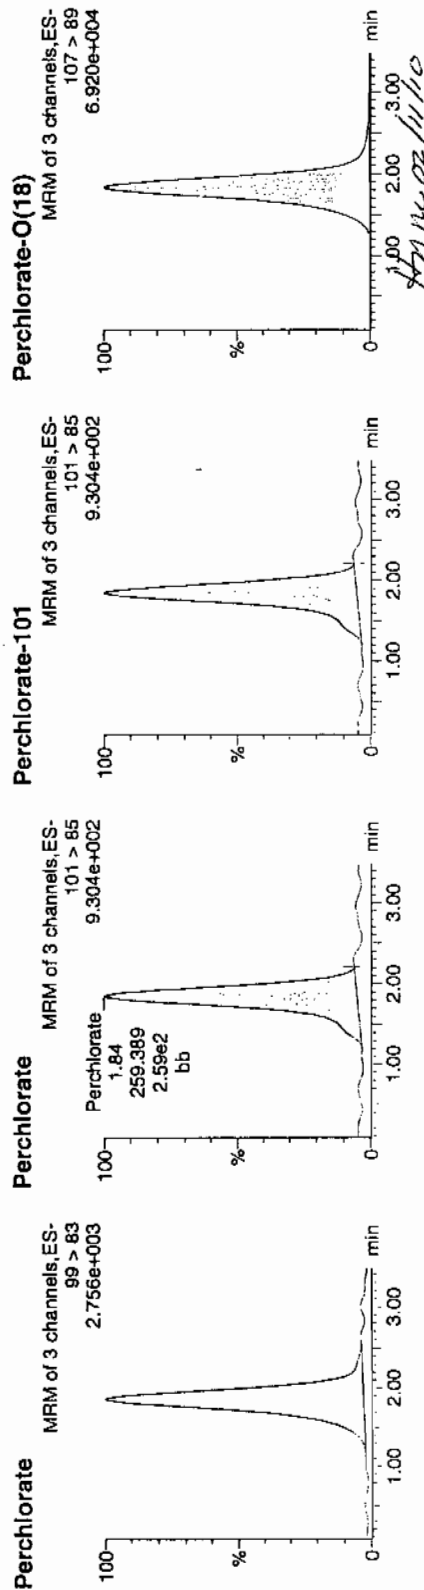 Perchlorate
MRM of 3 channels,ES-
99 > 83
2.756e+003
100
%
0
1.00 2.00 3.00 min
Perchlorate
MRM of 3 channels,ES-
101 > 85
9.304e+002
Perchlorate
1.84
259.389
2.59e2
bb
100
%
0
1.00 2.00 3.00 min
Perchlorate-101
MRM of 3 channels,ES-
101 > 85
9.304e+002
100
%
0
1.00 2.00 3.00 min
Perchlorate-O(18)
MRM of 3 channels,ES-
107 > 89
6.920e+004
100
%
0
1.00 2.00 3.00 min